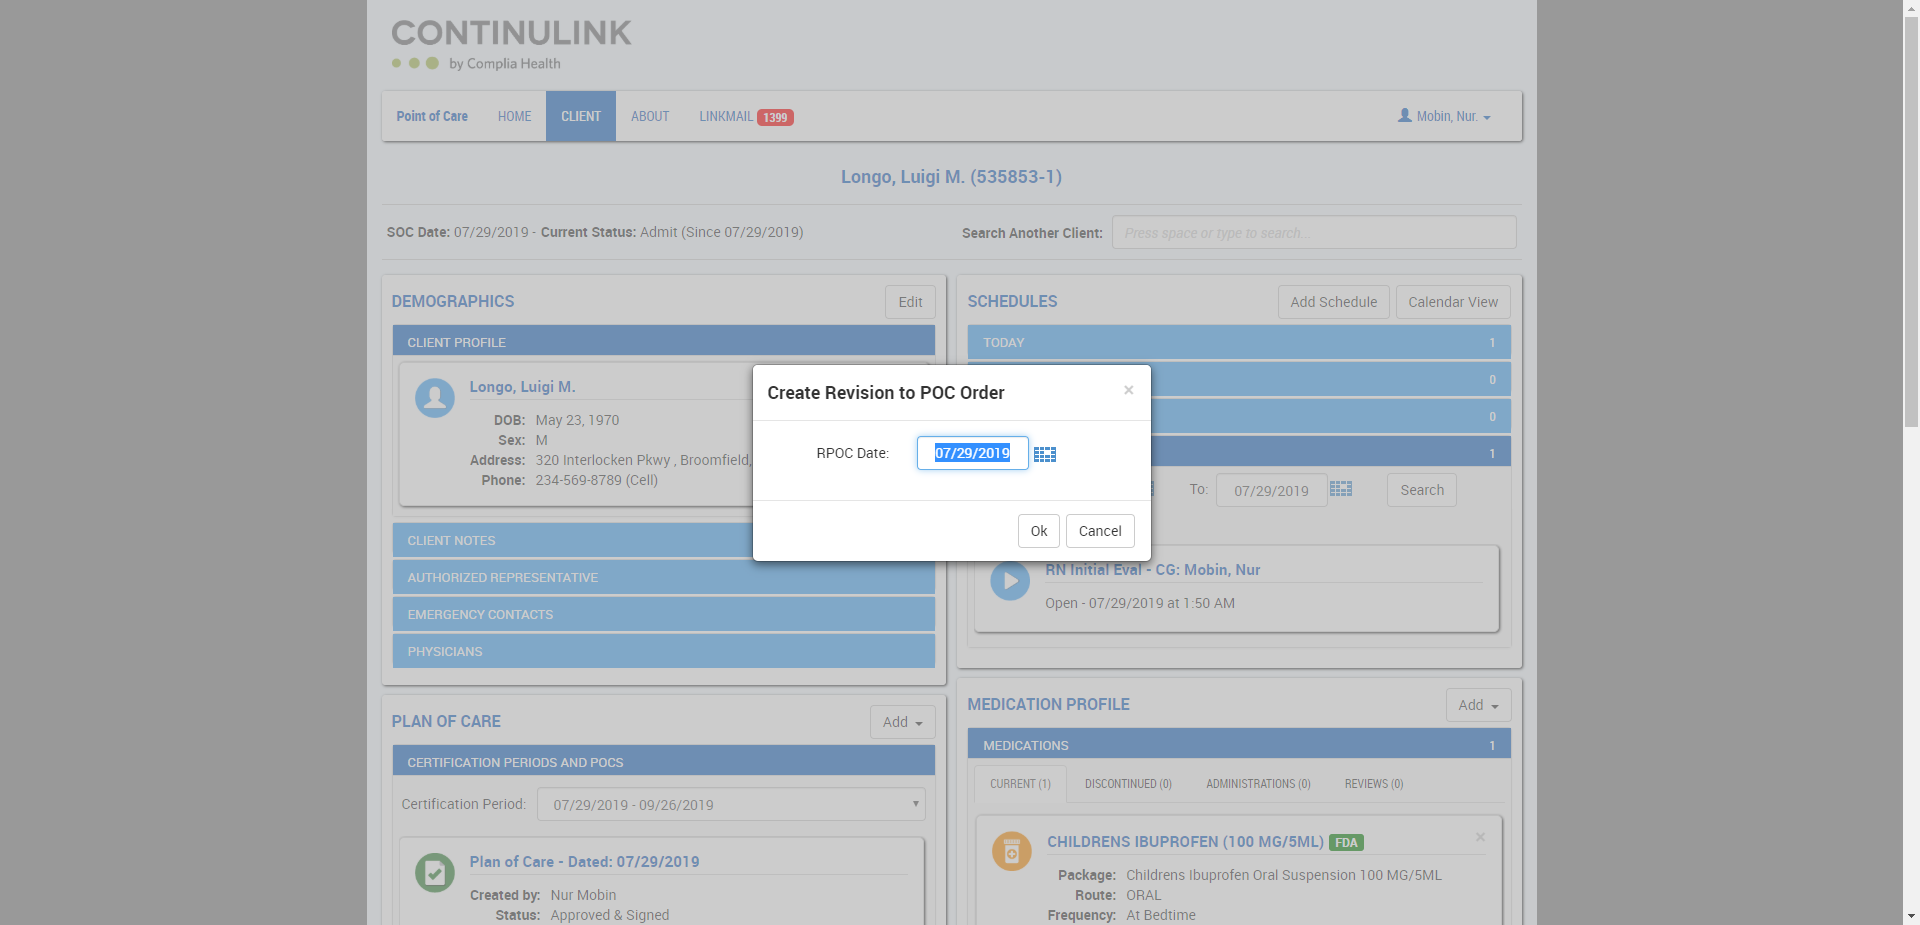 CONTINULINK
by Complia Health
Point of Care HOME CLIENT ABOUT LINKMAIL 1399 Mobin, Nur.
Longo, Luigi M. (535853-1)
SOC Date: 07/29/2019 - Current Status: Admit (Since 07/29/2019)
Search Another Client: Press space or type to search...
DEMOGRAPHICS Edit
CLIENT PROFILE
Longo, Luigi M.
DOB: May 23, 1970
Sex: M
Address: 320 Interlocken Pkwy , Broomfield,
Phone: 234-569-8789 (Cell)
CLIENT NOTES
AUTHORIZED REPRESENTATIVE
EMERGENCY CONTACTS
PHYSICIANS
SCHEDULES Add Schedule Calendar View
TODAY 1
0
0
1
To: 07/29/2019 Search
RN Initial Eval - CG: Mobin, Nur
Open - 07/29/2019 at 1:50 AM
Create Revision to POC Order ×
RPOC Date: 07/29/2019
Ok Cancel
PLAN OF CARE Add
CERTIFICATION PERIODS AND POCS
Certification Period: 07/29/2019 - 09/26/2019
Plan of Care - Dated: 07/29/2019
Created by: Nur Mobin
Status: Approved & Signed
MEDICATION PROFILE Add
MEDICATIONS 1
CURRENT (1) DISCONTINUED (0) ADMINISTRATIONS (0) REVIEWS (0)
CHILDRENS IBUPROFEN (100 MG/5ML) FDA ×
Package: Childrens Ibuprofen Oral Suspension 100 MG/5ML
Route: ORAL
Frequency: At Bedtime